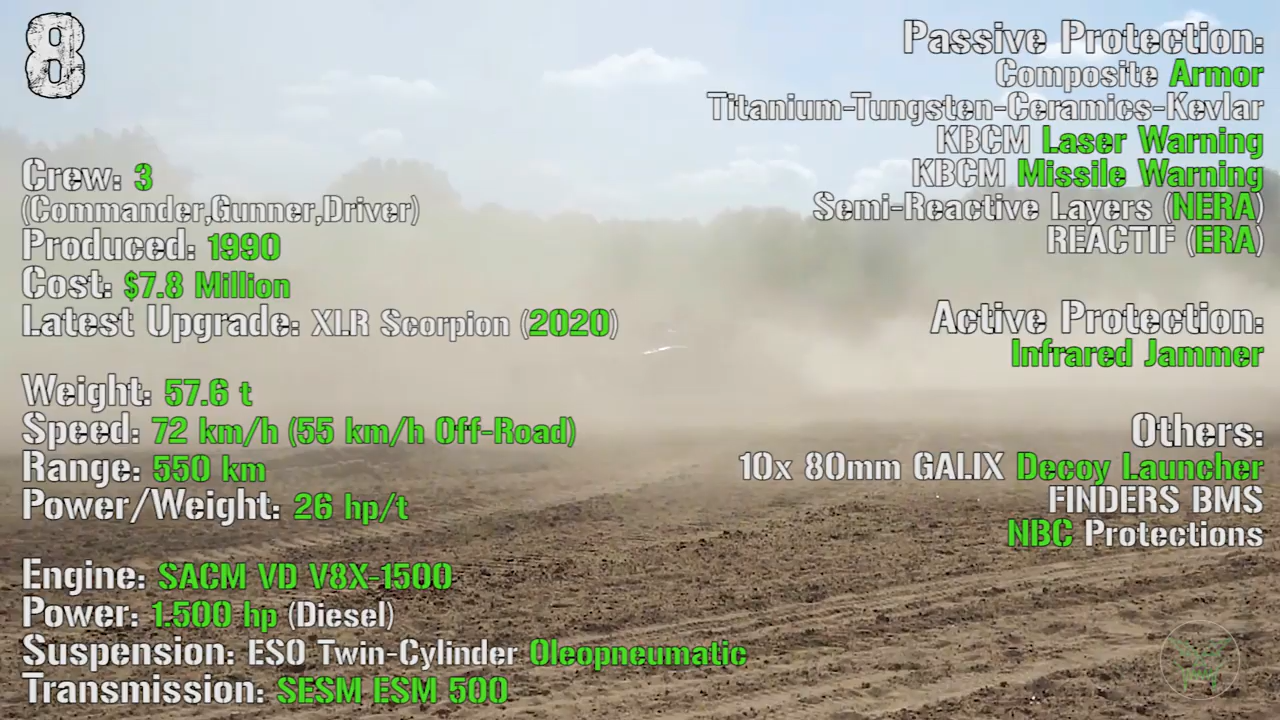 8
Crew: 3
(Commander,Gunner,Driver)
Produced: 1990
Cost: $7.8 Million
Latest Upgrade: XLR Scorpion (2020)
Weight: 57.6 t
Speed: 72 km/h (55 km/h Off-Road)
Range: 550 km
Power/Weight: 26 hp/t
Engine: SACM VD V8X-1500
Power: 1.500 hp (Diesel)
Suspension: ESO Twin-Cylinder Oleopneumatic
Transmission: SESM ESM 500
Passive Protection:
Composite Armor
Titanium-Tungsten-Ceramics-Kevlar
KBCM Laser Warning
KBCM Missile Warning
Semi-Reactive Layers (NERA)
REACTIF (ERA)
Active Protection:
Infrared Jammer
Others:
10x 80mm GALIX Decoy Launcher
FINDERS BMS
NBC Protections